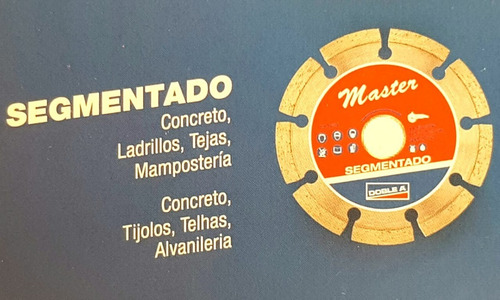 SEGMENTADO
Concreto,
Ladrillos, Tejas,
Mampostería
Concreto,
Tijolos, Telhas,
Alvanileria
Master
SEGMENTADO
DOBLE A